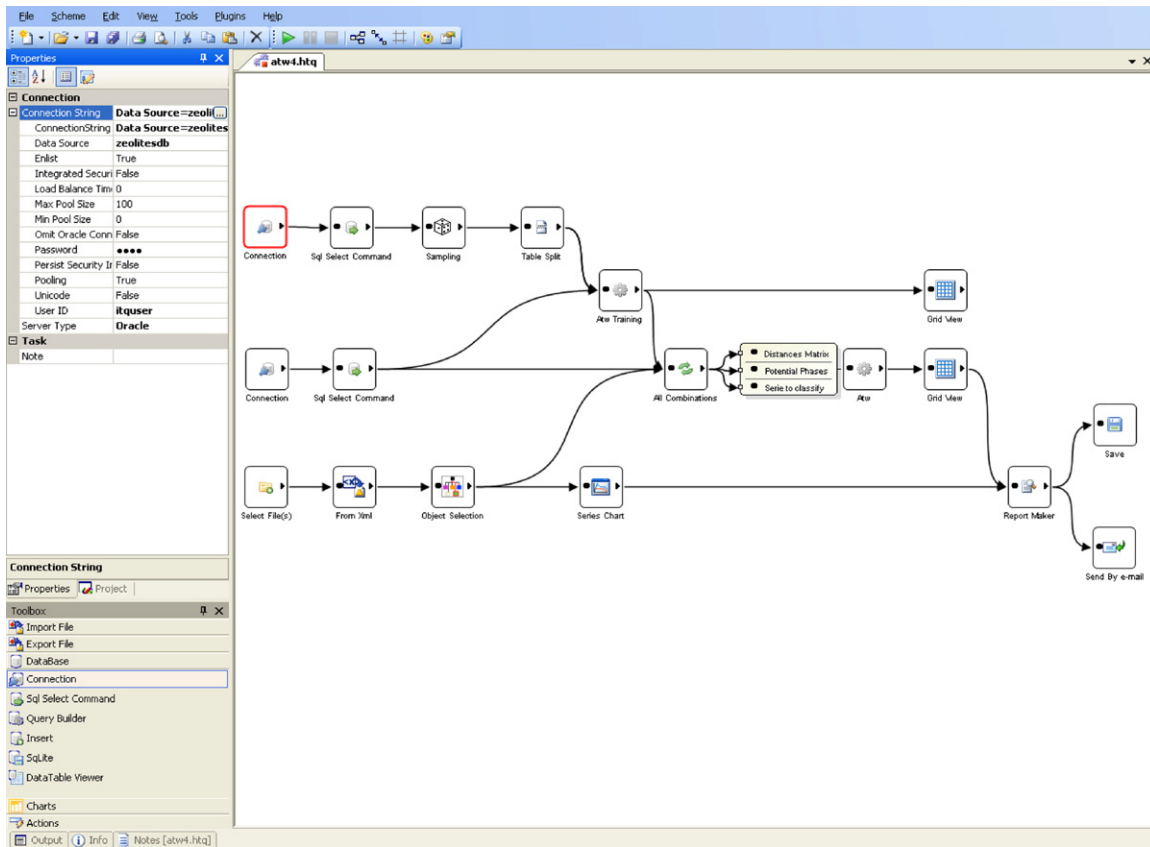 File Scheme Edit View Tools Plugins Help
Properties
atw4.htq
Connection
Connection String Data Source=zeolit...
ConnectionString Data Source=zeolites
Data Source zeolitesdb
Enlist True
Integrated Securi False
Load Balance Time 0
Max Pool Size 100
Min Pool Size 0
Omit Oracle Conn False
Password ●●●●
Persist Security Ir False
Pooling True
Unicode False
User ID itquser
Server Type Oracle
Task
Note
Connection String
Properties Project
Toolbox
Import File
Export File
DataBase
Connection
Sql Select Command
Query Builder
Insert
SqLite
DataTable Viewer
Charts
Actions
Output Info Notes [atw4.htq]
Connection Sql Select Command Sampling Table Split
Atw Training Grid View
Distances Matrix
Potential Phases
Serie to classify
Connection Sql Select Command All Combinations Atw Grid View
Save
Select File(s) From Xml Object Selection Series Chart Report Maker
Send By e-mail